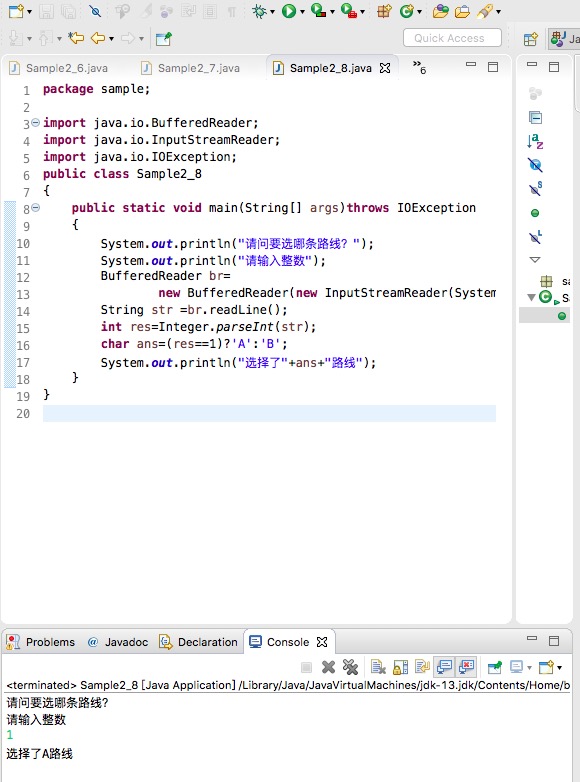 Quick Access
Ja
Sample2_6.java
Sample2_7.java
Sample2_8.java
»6
1 package sample;
2
3 import java.io.BufferedReader;
4 import java.io.InputStreamReader;
5 import java.io.IOException;
6 public class Sample2_8
7 {
8 public static void main(String[] args)throws IOException
9 {
10 System.out.println("请问要选哪条路线？");
11 System.out.println("请输入整数");
12 BufferedReader br=
13 new BufferedReader(new InputStreamReader(System
14 String str =br.readLine();
15 int res=Integer.parseInt(str);
16 char ans=(res==1)?'A':'B';
17 System.out.println("选择了"+ans+"路线");
18 }
19 }
20
sa
S
Problems
@ Javadoc
Declaration
Console
<terminated> Sample2_8 [Java Application] /Library/Java/JavaVirtualMachines/jdk-13.jdk/Contents/Home/b
请问要选哪条路线？
请输入整数
1
选择了A路线